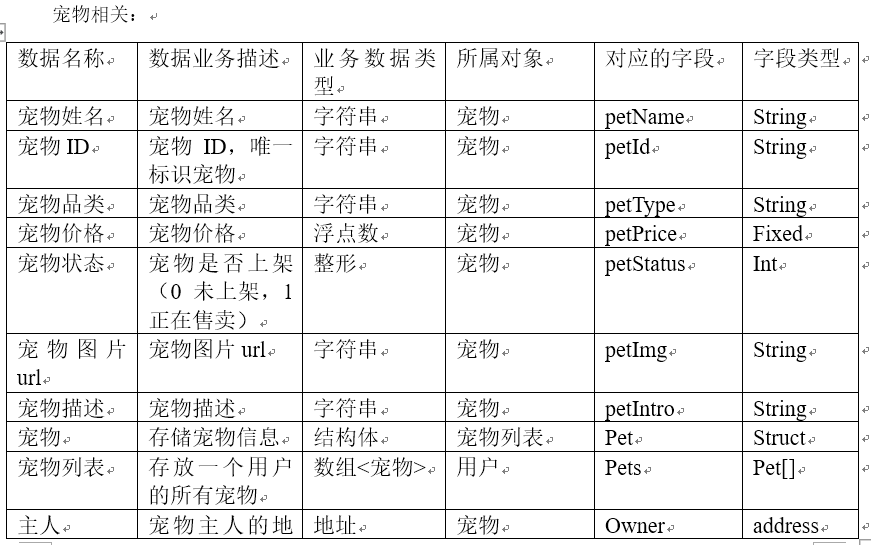 宠物相关：
数据名称 数据业务描述 业务数据类型 所属对象 对应的字段 字段类型
宠物姓名 宠物姓名 字符串 宠物 petName String
宠物 ID 宠物 ID，唯一标识宠物 字符串 宠物 petId String
宠物品类 宠物品类 字符串 宠物 petType String
宠物价格 宠物价格 浮点数 宠物 petPrice Fixed
宠物状态 宠物是否上架（0 未上架，1 正在售卖） 整形 宠物 petStatus Int
宠物图片 url 宠物图片 url 字符串 宠物 petImg String
宠物描述 宠物描述 字符串 宠物 petIntro String
宠物 存储宠物信息 结构体 宠物列表 Pet Struct
宠物列表 存放一个用户的所有宠物 数组<宠物> 用户 Pets Pet[]
主人 宠物主人的地 地址 宠物 Owner address